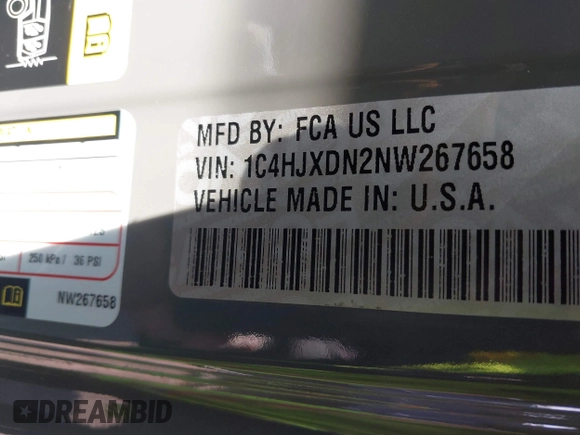 MFD BY: FCA US LLC
VIN: 1C4HJXDN2NW267658
VEHICLE MADE IN: U.S.A.
250 kPa / 36 PSI
NW267658
DREAMBID